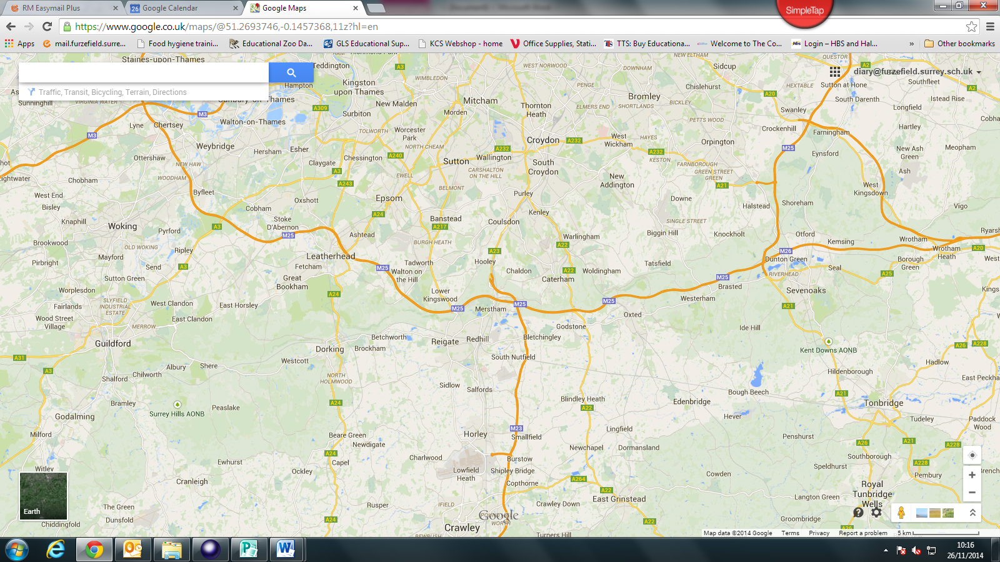 RM Easymail Plus
Google Calendar
Google Maps
SimpleTap
https://www.google.co.uk/maps/@51.2693746,-0.1457368,11z?hl=en
Apps
mail.furzefield.surre...
Food hygiene traini...
Educational Zoo Da...
GLS Educational Sup...
KCS Webshop - home
Office Supplies, Stati...
TTS: Buy Educationa...
Welcome to The Co...
Login – HBS and Hal...
Other bookmarks
Staines-upon-Thames
Teddington
A3
WIMBLEDON
WEST NORWOOD
DOWNHAM
NEW ELTHAM
Sidcup
QUESTOR
A2
diary@furzefield.surrey.sch.uk
Traffic, Transit, Bicycling, Terrain, Directions
Hampton
Kingston
upon Thames
Mitcham
PENGE
BICKLEY
Bromley
Chislehurst
HEXTABLE
Sutton at Hone
Southfleet
A2
VIRGINIA WATER
Sunbury-on-Thames
New Malden
Morden
Thornton
Heath
ELMERS END
SHORTLANDS
A20
Swanley
South Darenth
Longfield
Istead Rise
M3
A309
Surbiton
PETTS WOOD
Walton-on-Thames
Lyne
Chertsey
M3
TOLWORTH
Worcester
Park
Croydon
A232
West
Wickham
HAYES
Orpington
Crockenhill
Farningham
Hartley
Weybridge
Hersham
Esher
Chessington
A240
NORTH CHEAM
A232
Wallington
A232
KESTON
M25
Eynsford
New Ash
Green
Meopham
Ottershaw
NEW HAW
Claygate
A3
Sutton
CARSHALTON
ON THE HILL
South
Croydon
FARNBOROUGH
GREEN STREET
GREEN
Ash
Lightwater
Chobham
WOODHAM
A243
EWELL
BELMONT
New
Addington
A21
West
Kingsdown
West End
Bisley
Byfleet
Oxshott
Epsom
Purley
Downe
Halstead
Shoreham
Vigo
Knaphill
Woking
Cobham
Stoke
D'Abernon
A24
Banstead
A217
Coulsdon
Kenley
SINGLE STREET
Brookwood
Pyrford
A3
M25
Ashtead
BURGH HEATH
Warlingham
A22
Biggin Hill
Knockholt
Otford
Kemsing
Wrotham
Pirbright
Mayford
OLD WOKING
Ripley
Leatherhead
A23
M26
Wrotham
Heath
A20
Send
A3
Fetcham
M25
Tadworth
Hooley
Tatsfield
Dunton Green
Borough
Green
Sutton Green
Great
Bookham
Walton on
the Hill
Chaldon
A22
Caterham
Woldingham
M25
RIVERHEAD
Seal
A25
Worplesdon
A24
Lower
Kingswood
Brasted
Sevenoaks
Fairlands
SLYFIELD
INDUSTRIAL
ESTATE
West Clandon
East Horsley
M25
Merstham
M25
M25
Westerham
A21
Wood Street
Village
MERROW
East Clandon
Godstone
Oxted
Ide Hill
Guildford
Dorking
Betchworth
Brockham
Reigate
Redhill
Bletchingley
Kent Downs AONB
A26
A228
A31
Albury
Shere
Westcott
South Nutfield
Hadlow
A3
Shalford
Chilworth
NORTH
HOLMWOOD
Sidlow
Salfords
Hildenborough
Bough Beech
A21
Bramley
A24
Blindley Heath
A22
Edenbridge
Tonbridge
Godalming
Surrey Hills AONB
Peaslake
Hever
Tudeley
Paddock
Wood
Milford
Beare Green
Newdigate
Horley
M23
Smallfield
Lingfield
Newchapel
Dormansland
Penshurst
A26
A21
A228
Witley
Ewhurst
A24
Capel
Ockley
Charlwood
Lowfield
Heath
Burstow
Shipley Bridge
Southborough
Speldhurst
A228
Pembury
Cranleigh
Copthorne
A264
A22
Cowden
Royal
Tunbridge
Wells
Langton Green
Earth
The Green
Dunsfold
Chiddingfold
Rusper
A24
IFIELD
Google
Crawley
Crawley Down
East Grinstead
A22
Turners Hill
Groombridge
A26
Map data ©2014 Google
Terms
Privacy
Report a problem
5 km
10:16
26/11/2014